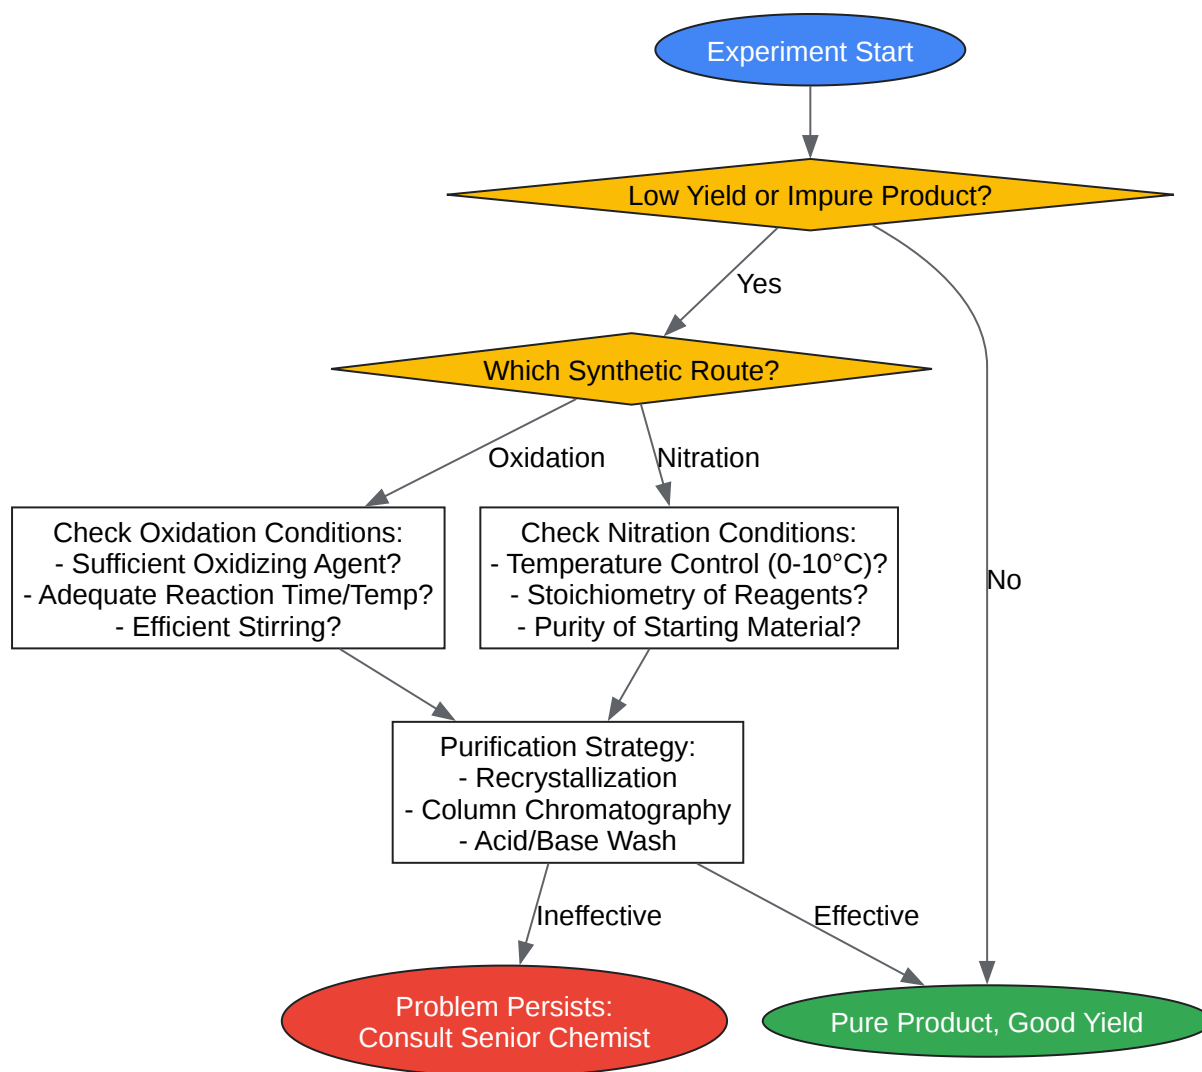 Experiment Start
Low Yield or Impure Product?
Yes
Which Synthetic Route?
Oxidation
Nitration
Check Oxidation Conditions:
- Sufficient Oxidizing Agent?
- Adequate Reaction Time/Temp?
- Efficient Stirring?
Check Nitration Conditions:
- Temperature Control (0-10°C)?
- Stoichiometry of Reagents?
- Purity of Starting Material?
No
Purification Strategy:
- Recrystallization
- Column Chromatography
- Acid/Base Wash
Ineffective
Effective
Problem Persists:
Consult Senior Chemist
Pure Product, Good Yield